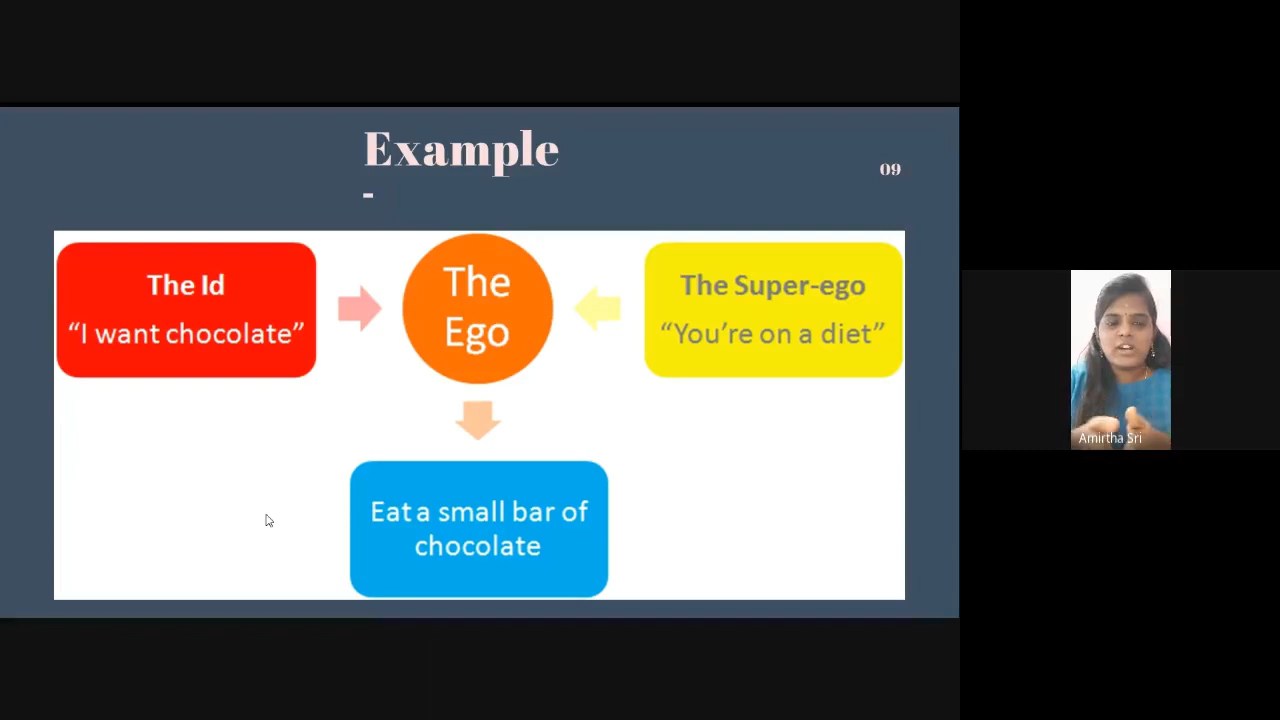 Example
-
09
The Id
“I want chocolate”
The
Ego
The Super-ego
“You’re on a diet”
Eat a small bar of
chocolate
Amirtha Sri